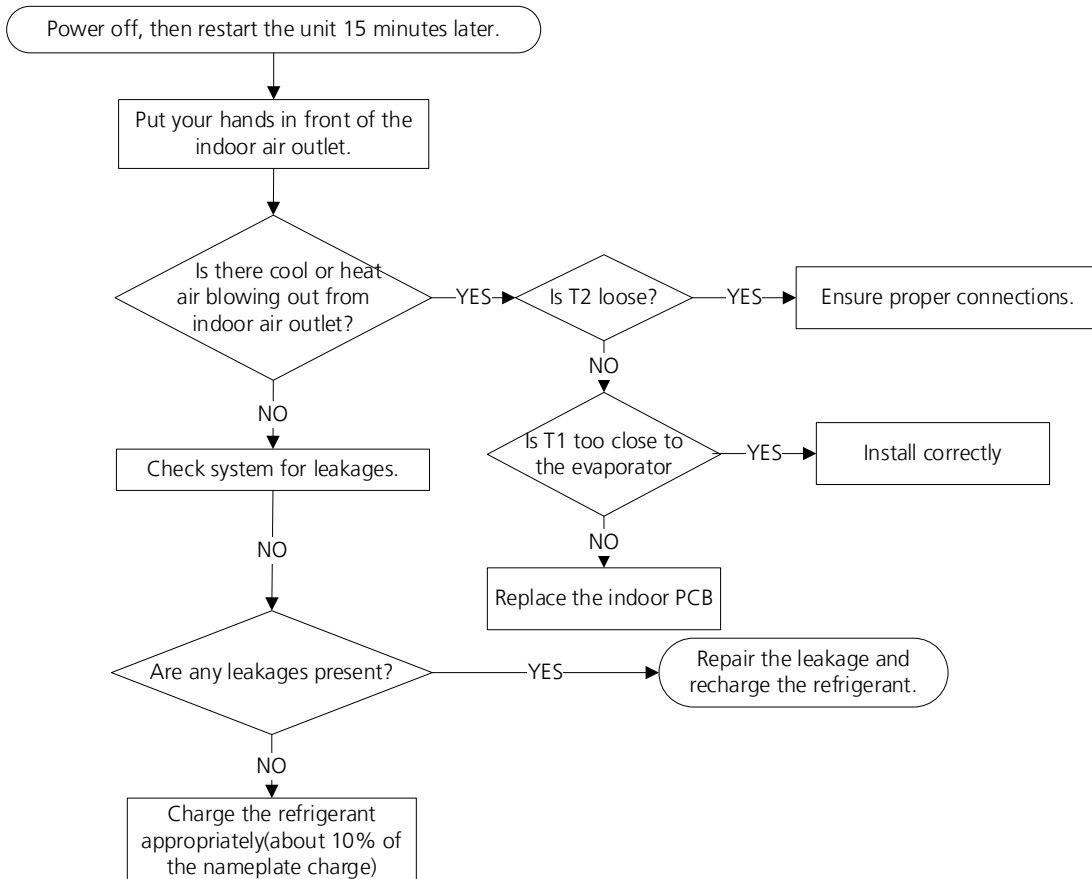 Power off, then restart the unit 15 minutes later.
Put your hands in front of the
indoor air outlet.
Is there cool or heat
air blowing out from
indoor air outlet?
YES
Is T2 loose?
YES
Ensure proper connections.
NO
NO
Is T1 too close to
the evaporator
YES
Install correctly
Check system for leakages.
NO
NO
Replace the indoor PCB
Are any leakages present?
YES
Repair the leakage and
recharge the refrigerant.
NO
Charge the refrigerant
appropriately(about 10% of
the nameplate charge)